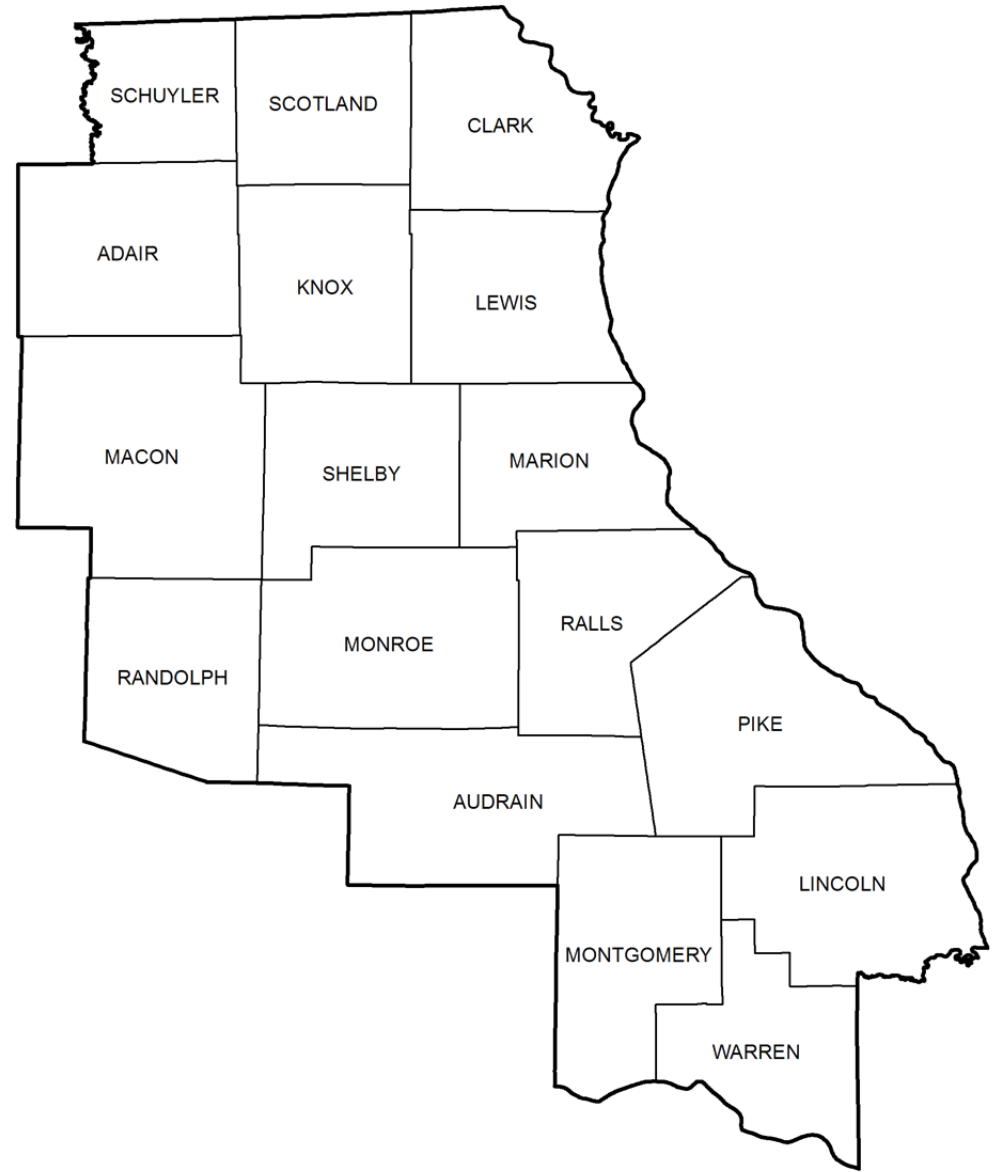 SCHUYLER
SCOTLAND
CLARK
ADAIR
KNOX
LEWIS
MACON
SHELBY
MARION
RANDOLPH
MONROE
RALLS
PIKE
AUDRAIN
LINCOLN
MONTGOMERY
WARREN